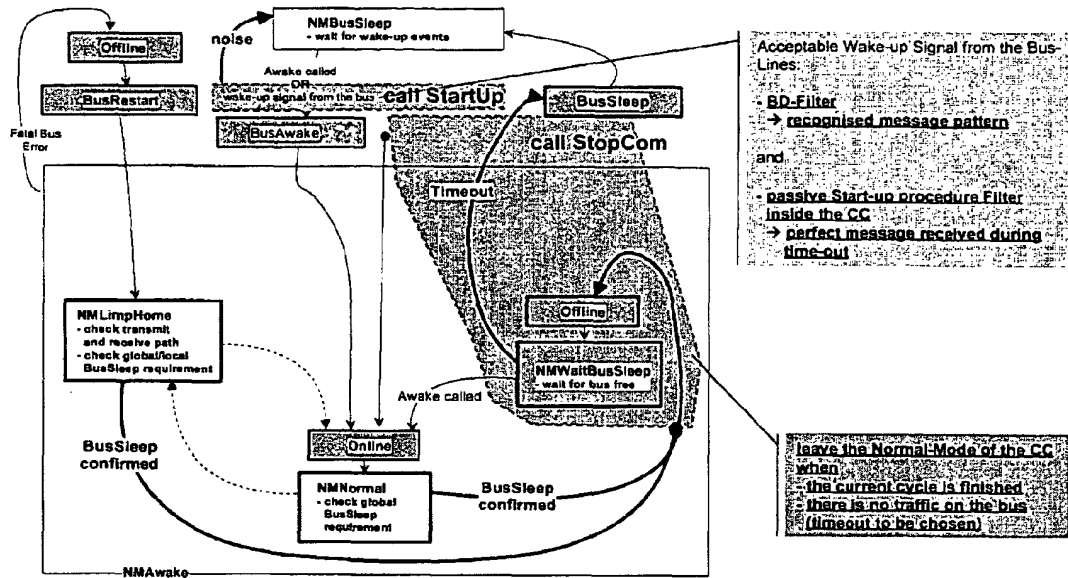 Offline
BusRestart
Fatal Bus
Error
noise
NMBusSleep
- wait for wake-up events
Awake called
OR
wake-up signal from the bus
call StartUp
BusAwake
BusSleep
call StopCom
Timeout
Acceptable Wake-up Signal from the Bus-
Lines:
- BD-Filter
→ recognised message pattern
and
- passive Start-up procedure Filter
inside the CC
→ perfect message received during
time-out
NMLimpHome
- check transmit
and receive path
- check global/local
BusSleep requirement
Offline
NMWaitBusSleep
- wait for bus free
Awake called
BusSleep
confirmed
Online
NMNormal
- check global
BusSleep
requirement
BusSleep
confirmed
leave the Normal-Mode of the CC
when
- the current cycle is finished
- there is no traffic on the bus
(timeout to be chosen)
NMAwake